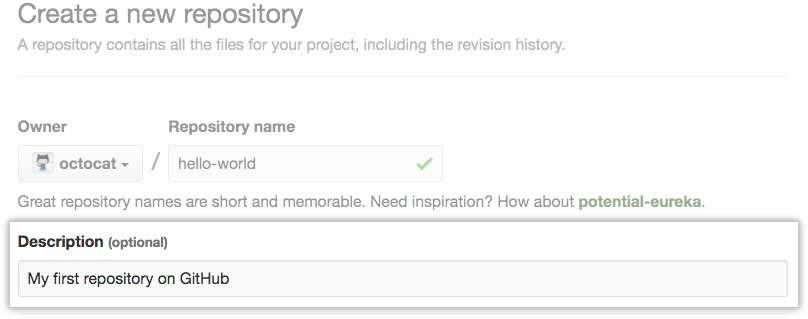 Create a new repository
A repository contains all the files for your project, including the revision history.
Owner Repository name
octocat / hello-world
Great repository names are short and memorable. Need inspiration? How about potential-eureka.
Description (optional)
My first repository on GitHub